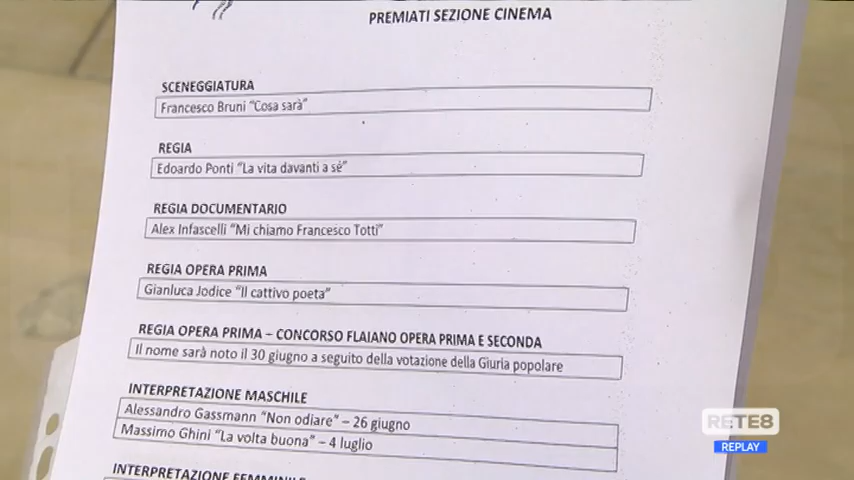 PREMIATI SEZIONE CINEMA
SCENEGGIATURA
Francesco Bruni "Cosa sarà"
REGIA
Edoardo Ponti "La vita davanti a sé"
REGIA DOCUMENTARIO
Alex Infascelli "Mi chiamo Francesco Totti"
REGIA OPERA PRIMA
Gianluca Jodice "Il cattivo poeta"
REGIA OPERA PRIMA – CONCORSO FLAIANO OPERA PRIMA E SECONDA
Il nome sarà noto il 30 giugno a seguito della votazione della Giuria popolare
INTERPRETAZIONE MASCHILE
Alessandro Gassmann "Non odiare" – 26 giugno
Massimo Ghini "La volta buona" – 4 luglio
INTERPRETAZIONE FEMMINILE
RETE8
REPLAY